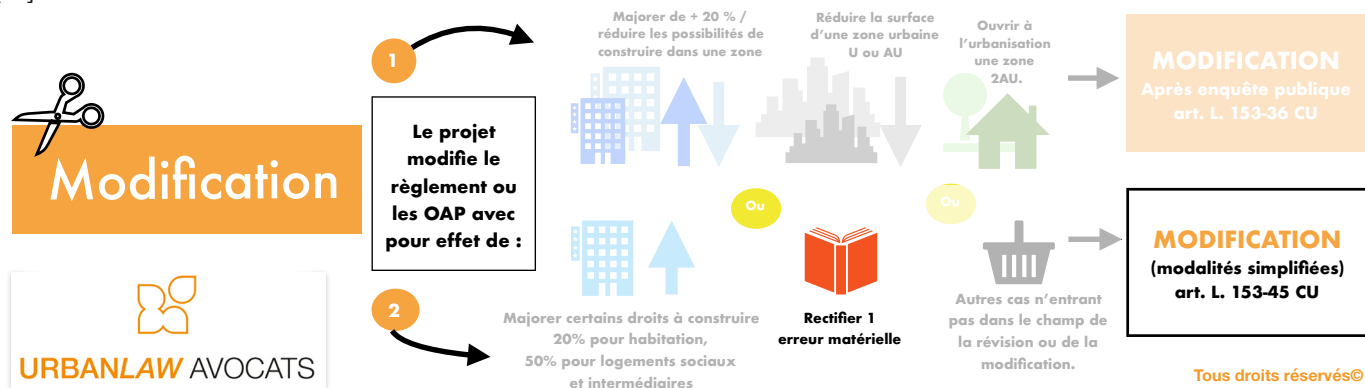 Modification
URBANLAW AVOCATS
1
Le projet
modifie le
règlement ou
les OAP avec
pour effet de :
2
Majorer de + 20 % /
réduire les possibilités de
construire dans une zone
Réduire la surface
d'une zone urbaine
U ou AU
Ouvrir à
l'urbanisation
une zone
2AU.
MODIFICATION
Après enquête publique
art. L. 153-36 CU
Ou
Ou
Majorer certains droits à construire
20% pour habitation,
50% pour logements sociaux
et intermédiaires
Rectifier 1
erreur matérielle
Autres cas n'entrant
pas dans le champ de
la révision ou de la
modification.
MODIFICATION
(modalités simplifiées)
art. L. 153-45 CU
Tous droits réservés©